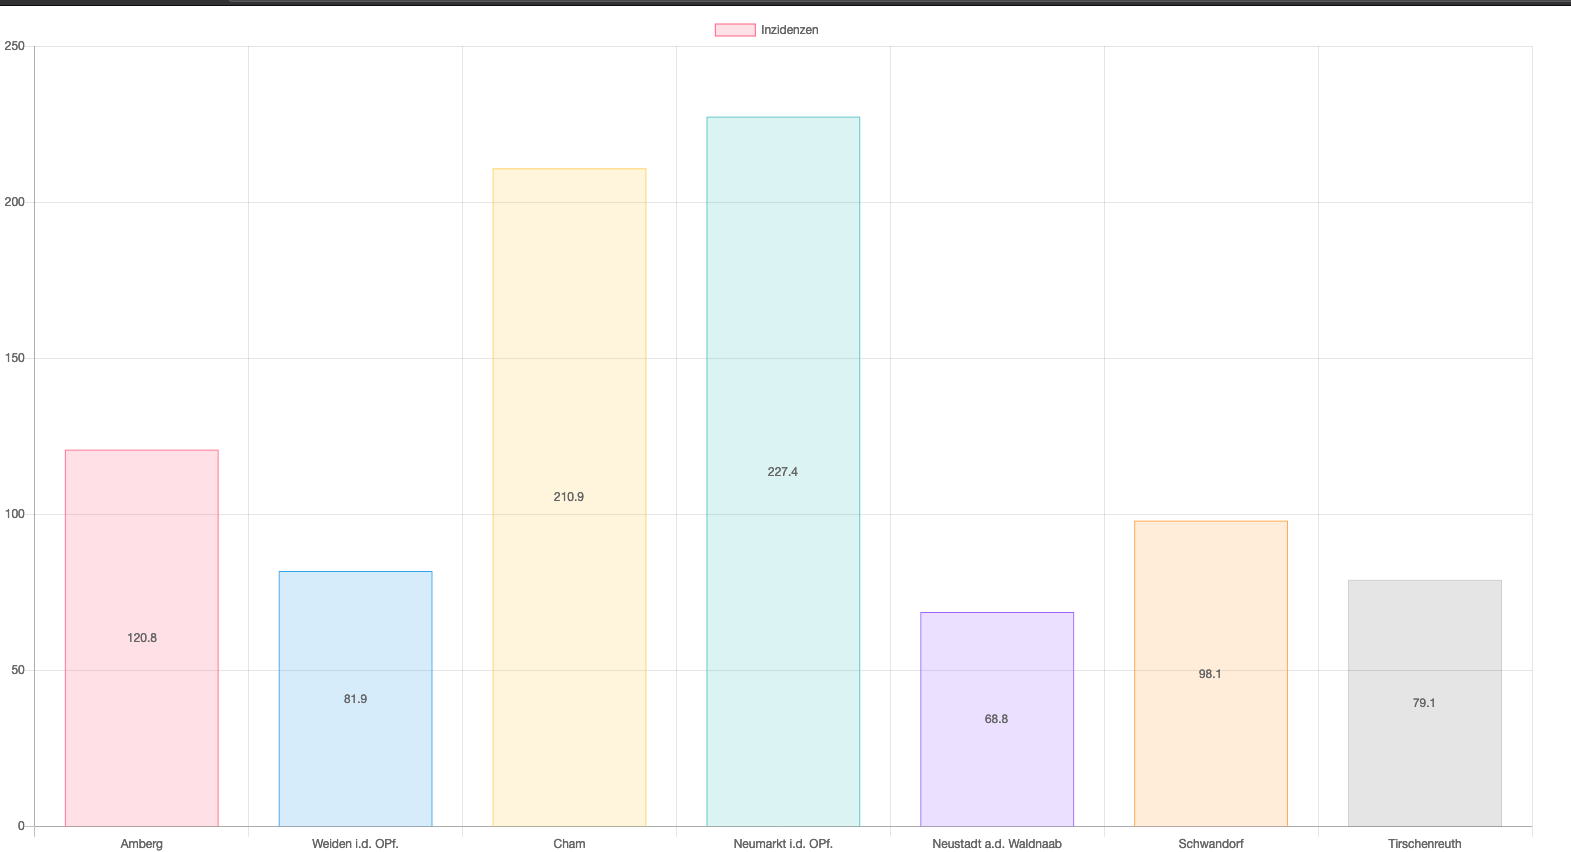 Inzidenzen
250
200
150
100
50
0
120.8
81.9
210.9
227.4
68.8
98.1
79.1
Amberg
Weiden i.d. OPf.
Cham
Neumarkt i.d. OPf.
Neustadt a.d. Waldnaab
Schwandorf
Tirschenreuth